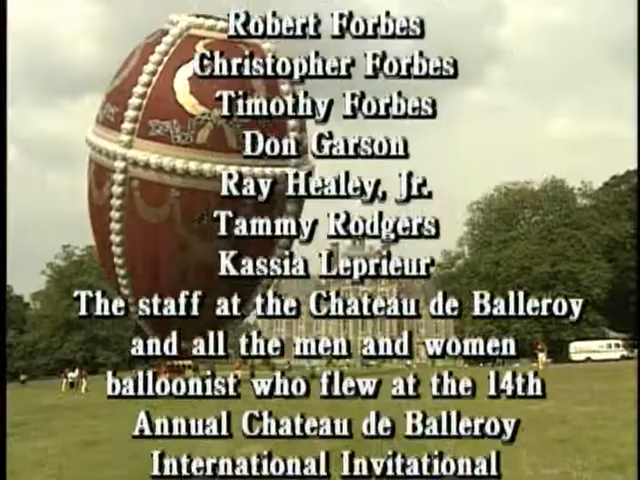 Robert Forbes
Christopher Forbes
Timothy Forbes
Don Garson
Ray Healey, Jr.
Tammy Rodgers
Kassia Leprieur
The staff at the Chateau de Balleroy
and all the men and women
balloonist who flew at the 14th
Annual Chateau de Balleroy
International Invitational